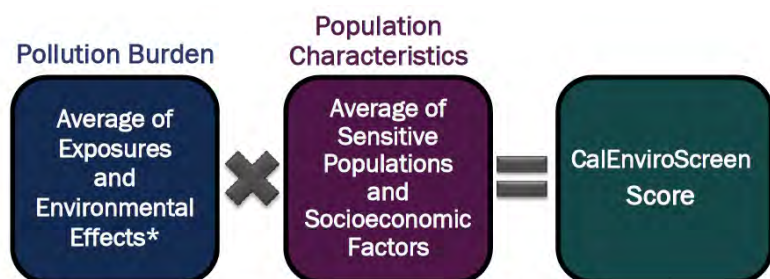 Pollution Burden
Population
Characteristics
Average of
Exposures
and
Environmental
Effects*
Average of
Sensitive
Populations
and
Socioeconomic
Factors
CalEnviroScreen
Score